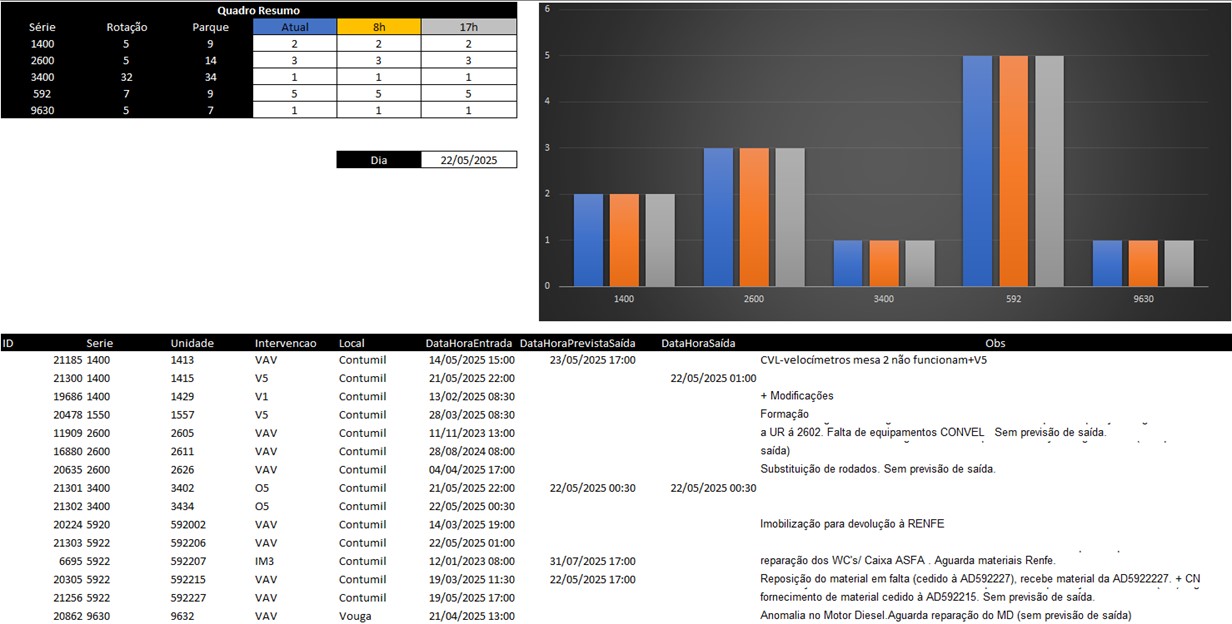 Quadro Resumo
Série Rotação Parque Atual 8h 17h
1400 5 9 2 2 2
2600 5 14 3 3 3
3400 32 34 1 1 1
592 7 9 5 5 5
9630 5 7 1 1 1
Dia 22/05/2025
6
5
4
3
2
1
0
1400 2600 3400 592 9630
ID Serie Unidade Intervencao Local DataHoraEntrada DataHoraPrevistaSaída DataHoraSaída Obs
21185 1400 1413 VAV Contumil 14/05/2025 15:00 23/05/2025 17:00 CVL-velocímetros mesa 2 não funcionam+V5
21300 1400 1415 V5 Contumil 21/05/2025 22:00 22/05/2025 01:00
19686 1400 1429 V1 Contumil 13/02/2025 08:30 + Modificações
20478 1550 1557 V5 Contumil 28/03/2025 08:30 Formação
11909 2600 2605 VAV Contumil 11/11/2023 13:00 a UR á 2602. Falta de equipamentos CONVEL Sem previsão de saída.
16880 2600 2611 VAV Contumil 28/08/2024 08:00 saída)
20635 2600 2626 VAV Contumil 04/04/2025 17:00 Substituição de rodados. Sem previsão de saída.
21301 3400 3402 O5 Contumil 21/05/2025 22:00 22/05/2025 00:30 22/05/2025 00:30
21302 3400 3434 O5 Contumil 22/05/2025 00:30
20224 5920 592002 VAV Contumil 14/03/2025 19:00 Imobilização para devolução à RENFE
21303 5922 592206 VAV Contumil 22/05/2025 01:00
6695 5922 592207 IM3 Contumil 12/01/2023 08:00 31/07/2025 17:00 reparação dos WC's/ Caixa ASFA . Aguarda materiais Renfe.
20305 5922 592215 VAV Contumil 19/03/2025 11:30 22/05/2025 17:00 Reposição do material em falta (cedido à AD592227), recebe material da AD5922227. + CN
21256 5922 592227 VAV Contumil 19/05/2025 17:00 fornecimento de material cedido à AD592215. Sem previsão de saída.
20862 9630 9632 VAV Vouga 21/04/2025 13:00 Anomalia no Motor Diesel.Aguarda reparação do MD (sem previsão de saída)